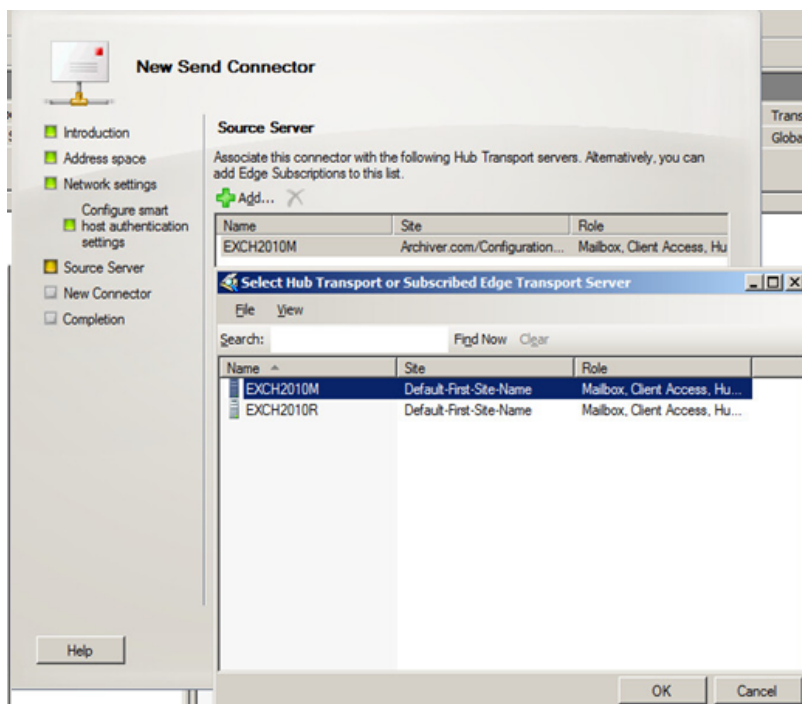 New Send Connector
Introduction
Address space
Network settings
Configure smart
host authentication
settings
Source Server
New Connector
Completion
Source Server
Associate this connector with the following Hub Transport servers. Alternatively, you can
add Edge Subscriptions to this list.
Add...
Name Site Role
EXCH2010M Archiver.com/Configuration... Mailbox, Client Access, Hu
Trans
Globa
Select Hub Transport or Subscribed Edge Transport Server
File View
Search: Find Now Clear
Name Site Role
EXCH2010M Default-First-Site-Name Mailbox, Client Access, Hu...
EXCH2010R Default-First-Site-Name Mailbox, Client Access, Hu...
Help
OK Cancel